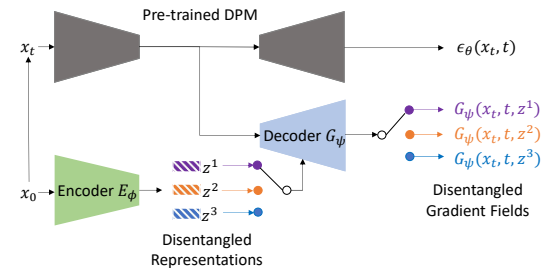 Pre-trained DPM
x_t
ϵ_θ(x_t, t)
Decoder G_ψ
G_ψ(x_t, t, z^1)
G_ψ(x_t, t, z^2)
G_ψ(x_t, t, z^3)
x_0
Encoder E_ϕ
z^1
z^2
z^3
Disentangled
Representations
Disentangled
Gradient Fields